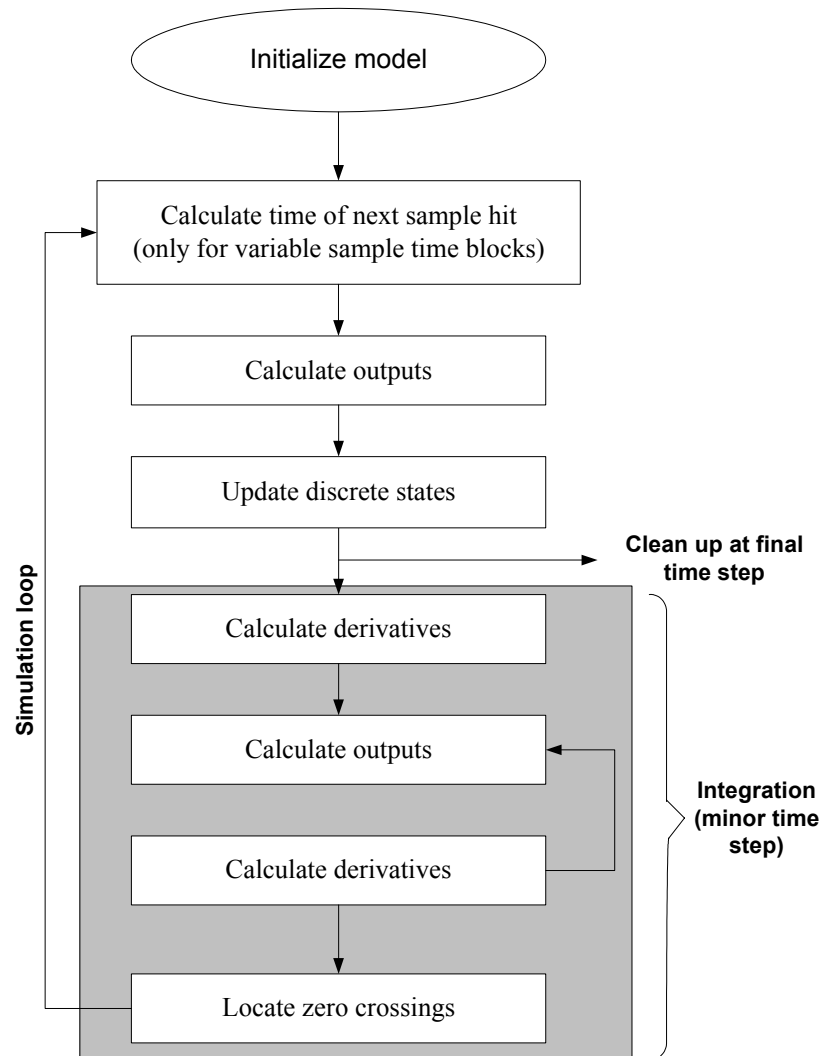 Initialize model
Calculate time of next sample hit
(only for variable sample time blocks)
Calculate outputs
Update discrete states
Clean up at final
time step
Simulation loop
Calculate derivatives
Calculate outputs
Integration
(minor time
step)
Calculate derivatives
Locate zero crossings